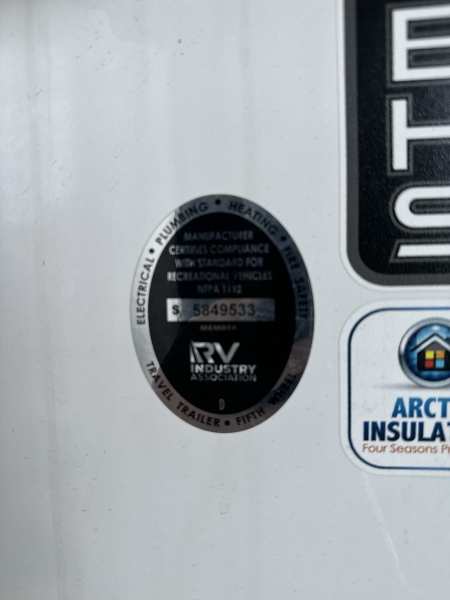 ELECTRICAL • PLUMBING • HEATING • FIRE SAFETY
MANUFACTURER
CERTIFIES COMPLIANCE
WITH STANDARD FOR
RECREATIONAL VEHICLES
NFPA 1192
S 5849533
MEMBER
RV
INDUSTRY
ASSOCIATION
TRAVEL TRAILER • FIFTH WHEEL
ARCT
INSULAT
Four Seasons Pr